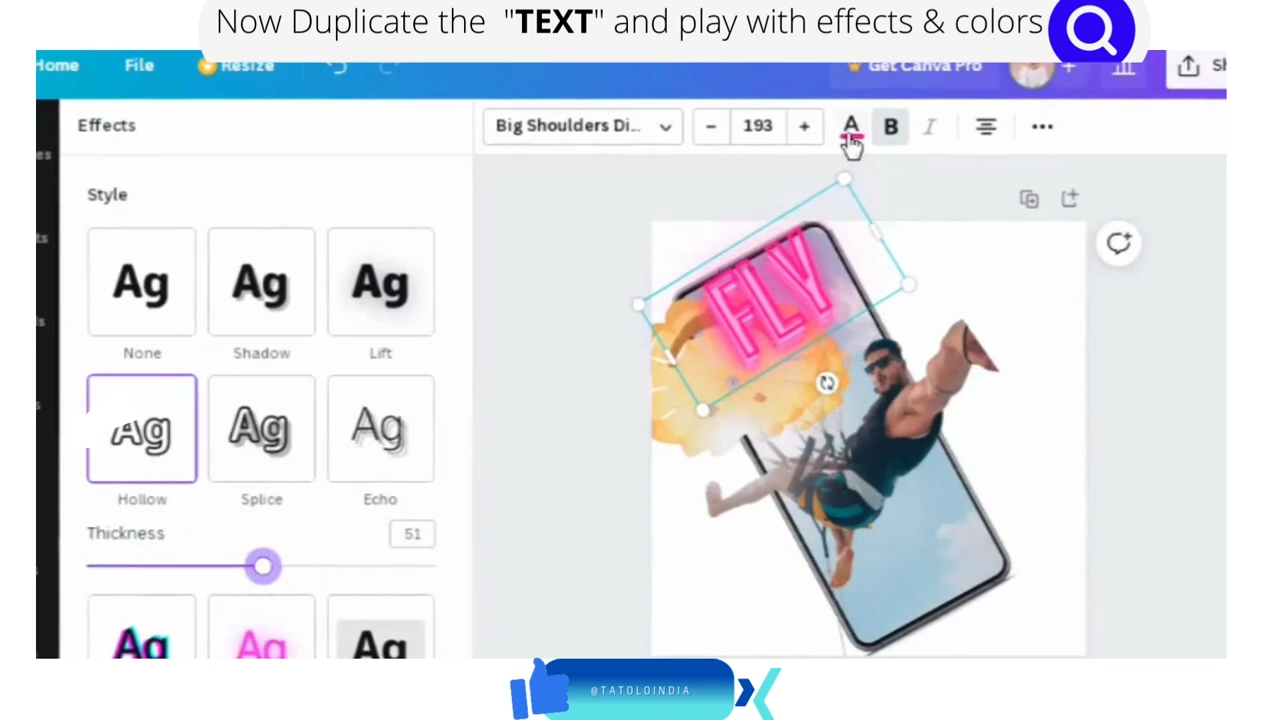 Now Duplicate the "TEXT" and play with effects & colors
Home File Resize Get Canva Pro
Effects
Big Shoulders Di... - 193 + A B I
Style
Ag Ag Ag
None Shadow Lift
Ag Ag Ag
Hollow Splice Echo
Thickness 51
Ag Ag Ag
FLY
@TATOLOINDIA